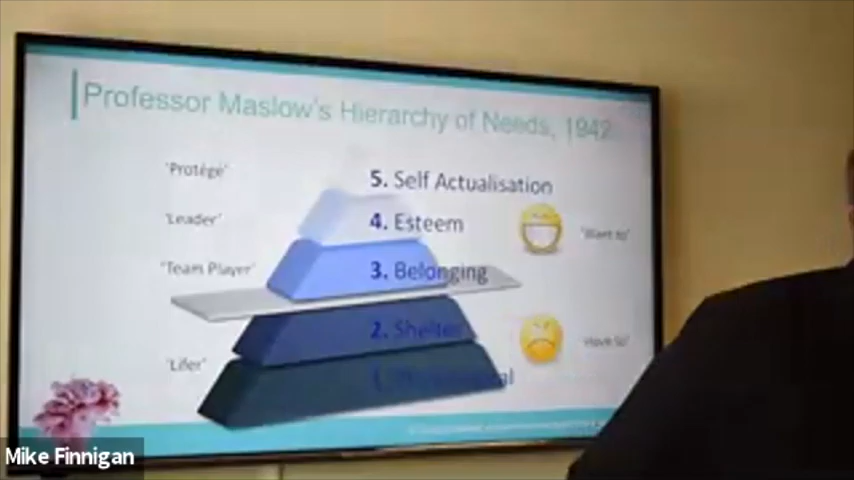 Professor Maslow's Hierarchy of Needs, 1942
'Protégé'
5. Self Actualisation
'Leader'
4. Esteem
'Want to'
'Team Player'
3. Belonging
2. Shelter
'Have to'
'Lifer'
1.
Mike Finnigan